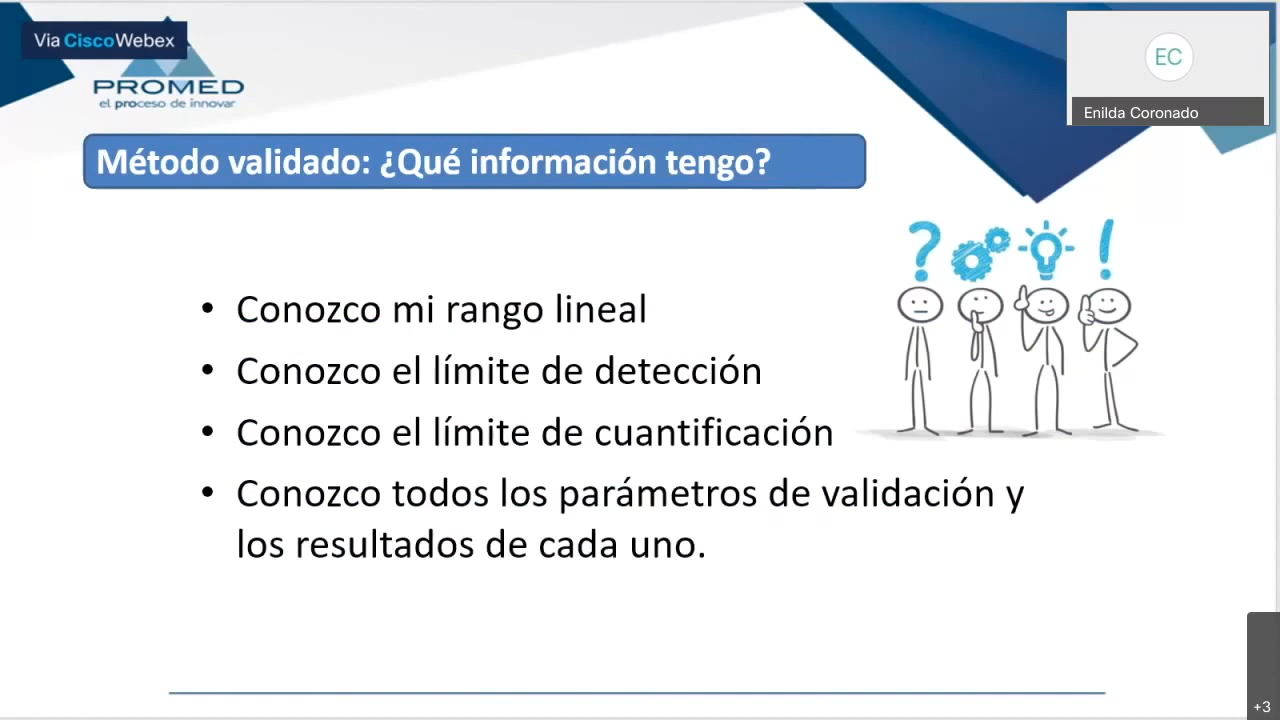 Via Cisco Webex
PROMED
el proceso de innovar
EC
Enilda Coronado
Método validado: ¿Qué información tengo?
? !
• Conozco mi rango lineal
• Conozco el límite de detección
• Conozco el límite de cuantificación
• Conozco todos los parámetros de validación y
los resultados de cada uno.
+3